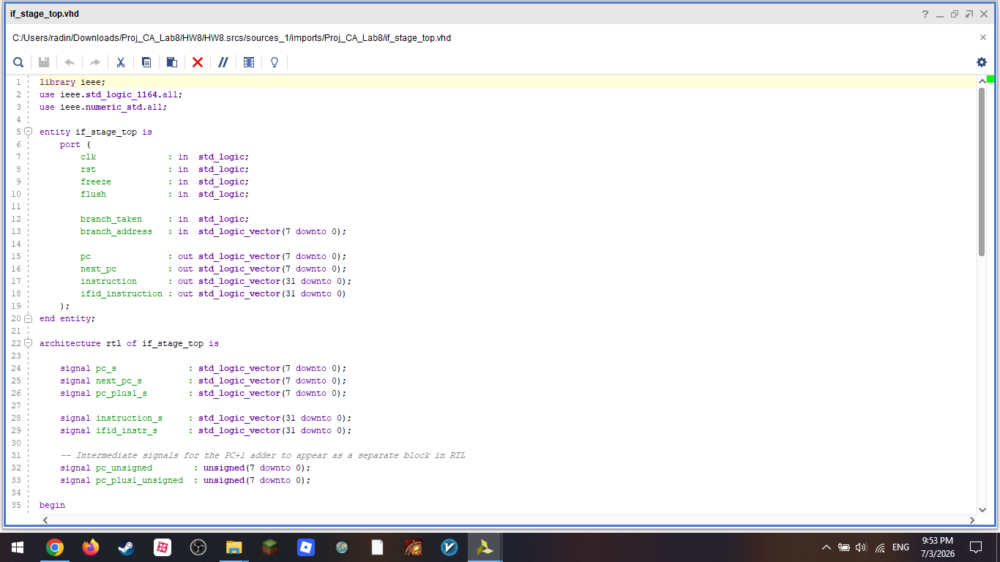 if_stage_top.vhd
C:/Users/radin/Downloads/Proj_CA_Lab8/HW8/HW8.srcs/sources_1/imports/Proj_CA_Lab8/if_stage_top.vhd
1 library ieee;
2 use ieee.std_logic_1164.all;
3 use ieee.numeric_std.all;
4
5 entity if_stage_top is
6     port (
7         clk              : in  std_logic;
8         rst              : in  std_logic;
9         freeze           : in  std_logic;
10         flush            : in  std_logic;
11
12         branch_taken     : in  std_logic;
13         branch_address   : in  std_logic_vector(7 downto 0);
14
15         pc               : out std_logic_vector(7 downto 0);
16         next_pc          : out std_logic_vector(7 downto 0);
17         instruction      : out std_logic_vector(31 downto 0);
18         ifid_instruction : out std_logic_vector(31 downto 0)
19     );
20 end entity;
21
22 architecture rtl of if_stage_top is
23
24     signal pc_s              : std_logic_vector(7 downto 0);
25     signal next_pc_s         : std_logic_vector(7 downto 0);
26     signal pc_plus1_s        : std_logic_vector(7 downto 0);
27
28     signal instruction_s     : std_logic_vector(31 downto 0);
29     signal ifid_instr_s      : std_logic_vector(31 downto 0);
30
31     -- Intermediate signals for the PC+1 adder to appear as a separate block in RTL
32     signal pc_unsigned        : unsigned(7 downto 0);
33     signal pc_plus1_unsigned  : unsigned(7 downto 0);
34
35 begin
ENG
9:53 PM
7/3/2026